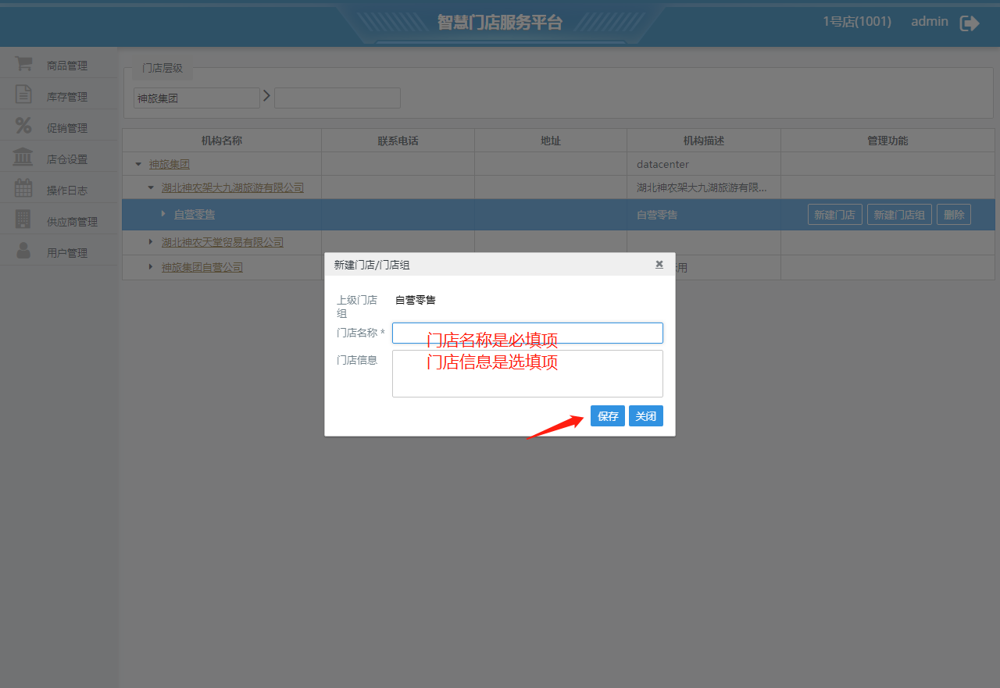 智慧门店服务平台
1号店(1001) admin
商品管理
库存管理
促销管理
店仓设置
操作日志
供应商管理
用户管理
门店层级
神旅集团
机构名称 联系电话 地址 机构描述 管理功能
神旅集团 datacenter
湖北神农架大九湖旅游有限公司 湖北神农架大九湖旅游有限...
自营零售 自营零售 新建门店 新建门店组 删除
湖北神农天堂贸易有限公司
神旅集团自营公司 用
新建门店/门店组
上级门店组 自营零售
门店名称 *
门店名称是必填项
门店信息
门店信息是选填项
保存 关闭